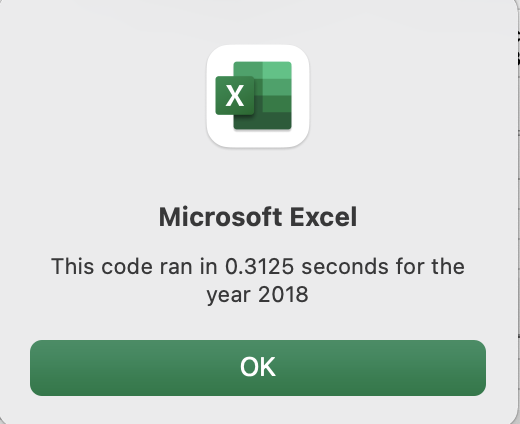 X
Microsoft Excel
This code ran in 0.3125 seconds for the
year 2018
OK